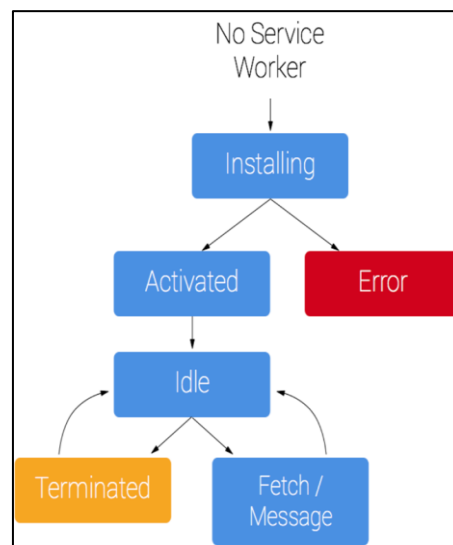 No Service
Worker
Installing
Activated
Error
Idle
Terminated
Fetch /
Message